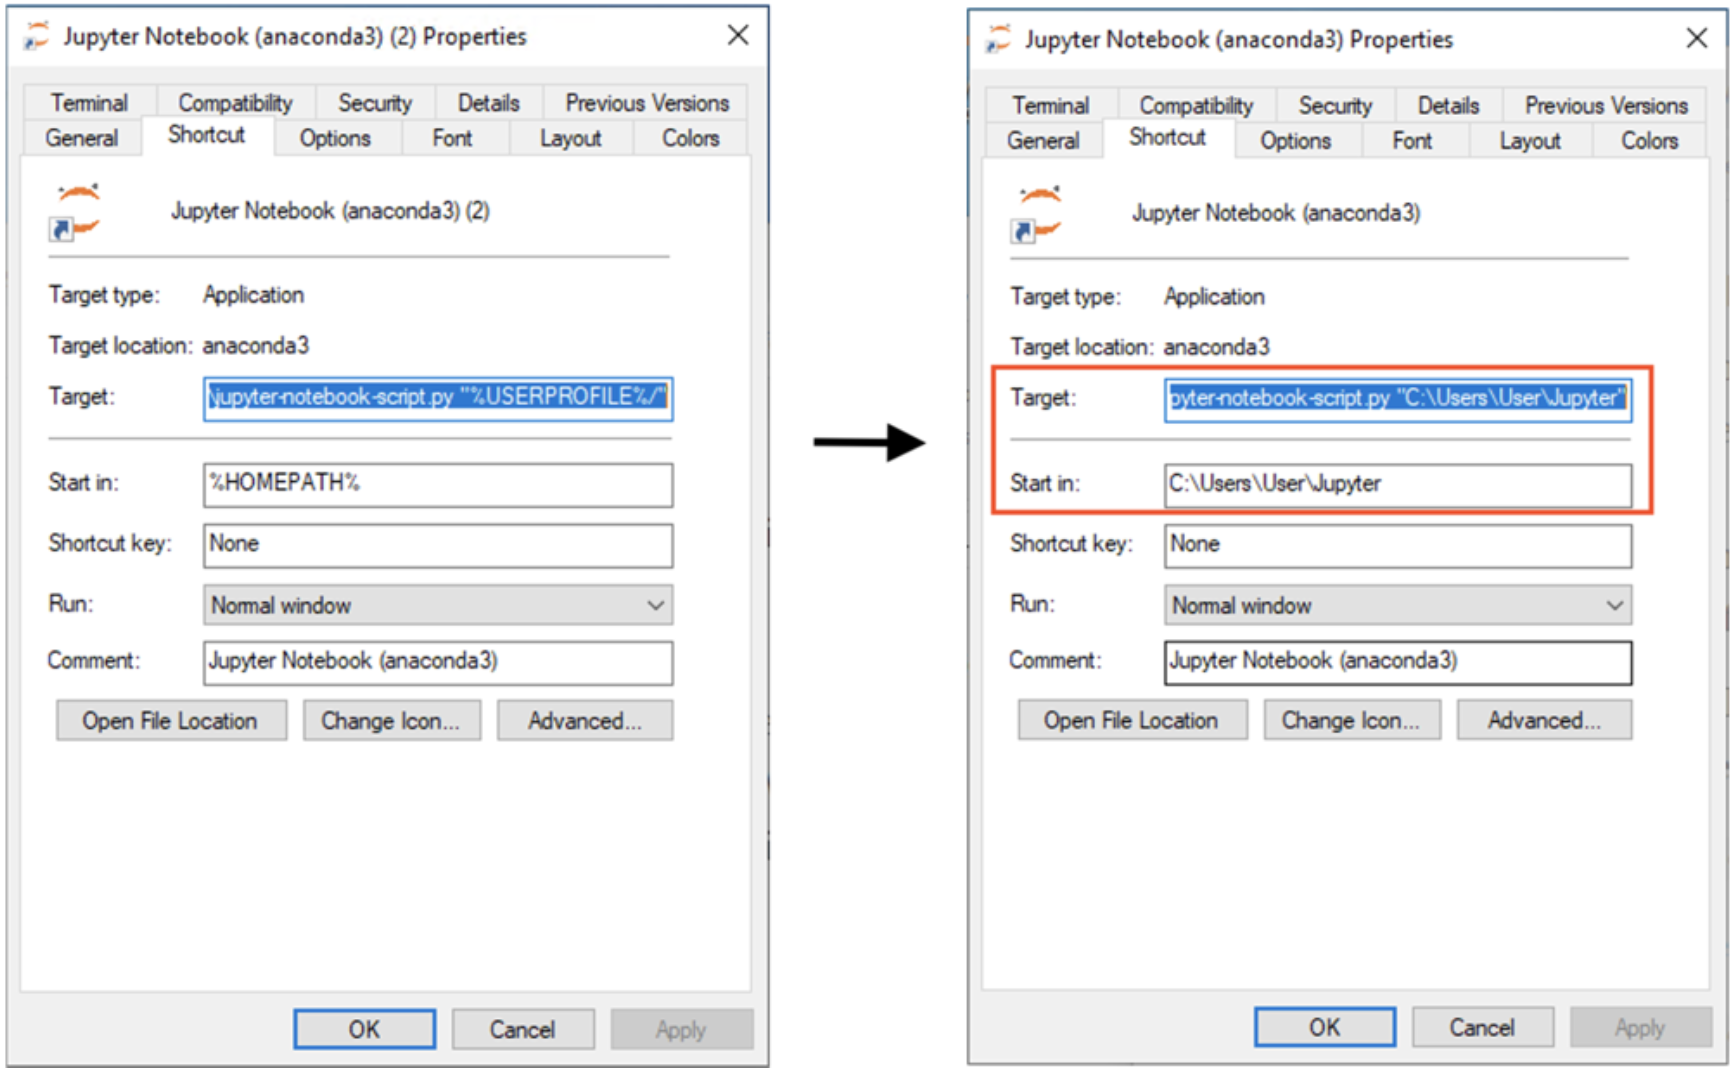 Jupyter Notebook (anaconda3) (2) Properties
Terminal Compatibility Security Details Previous Versions
General Shortcut Options Font Layout Colors
Jupyter Notebook (anaconda3) (2)
Target type: Application
Target location: anaconda3
Target: \jupyter-notebook-script.py "%USERPROFILE%/"
Start in: %HOMEPATH%
Shortcut key: None
Run: Normal window
Comment: Jupyter Notebook (anaconda3)
Open File Location Change Icon... Advanced...
OK Cancel Apply
Jupyter Notebook (anaconda3) Properties
Terminal Compatibility Security Details Previous Versions
General Shortcut Options Font Layout Colors
Jupyter Notebook (anaconda3)
Target type: Application
Target location: anaconda3
Target: pyter-notebook-script.py "C:\Users\User\Jupyter"
Start in: C:\Users\User\Jupyter
Shortcut key: None
Run: Normal window
Comment: Jupyter Notebook (anaconda3)
Open File Location Change Icon... Advanced...
OK Cancel Apply